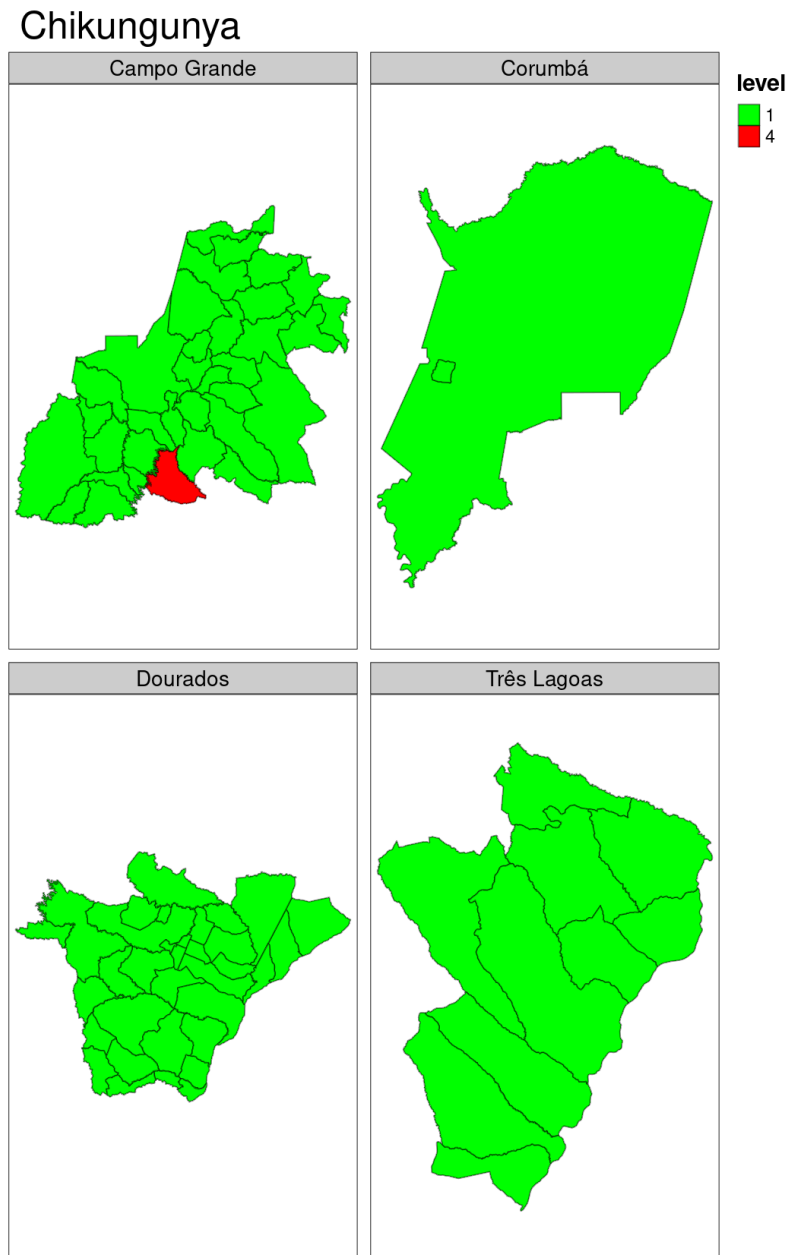 Chikungunya
Campo Grande
Corumbá
level
1
4
Dourados
Três Lagoas